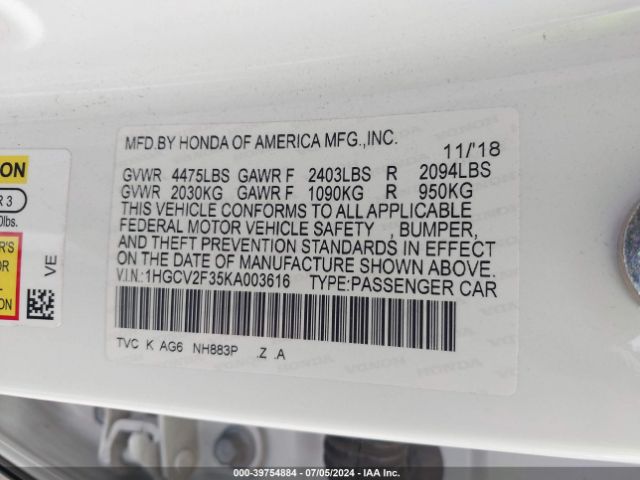 MFD.BY HONDA OF AMERICA MFG.,INC.
11/'18
GVWR 4475LBS GAWR F 2403LBS R 2094LBS
GVWR 2030KG GAWR F 1090KG R 950KG
THIS VEHICLE CONFORMS TO ALL APPLICABLE
FEDERAL MOTOR VEHICLE SAFETY , BUMPER,
AND THEFT PREVENTION STANDARDS IN EFFECT
ON THE DATE OF MANUFACTURE SHOWN ABOVE.
V.I.N.:1HGCV2F35KA003616 TYPE:PASSENGER CAR
TVC K AG6 NH883P .Z .A
VE
000-39754884 / 07/05/2024 / IAA Inc.